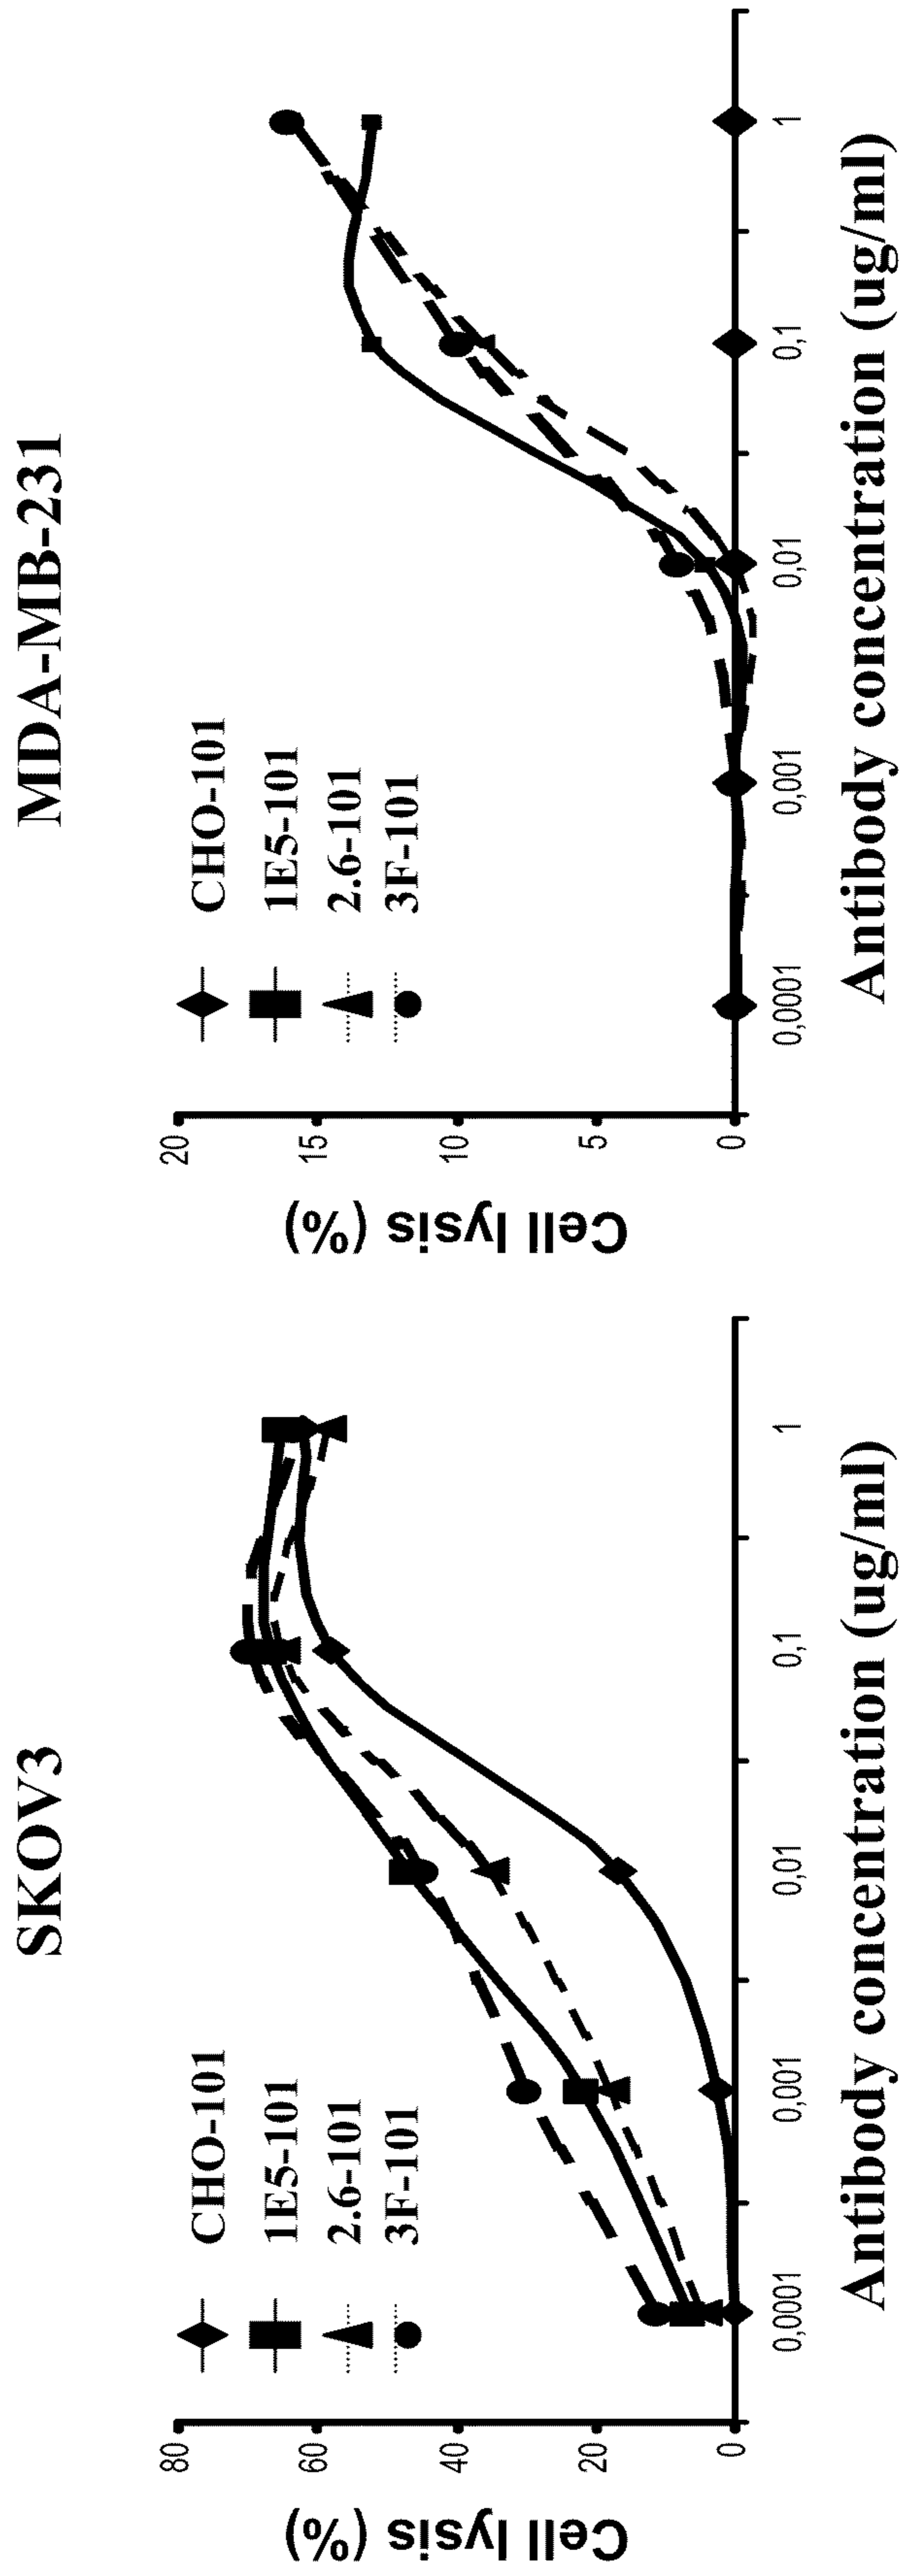 SKOV3
CHO-101
1E5-101
2.6-101
3F-101
80
60
40
20
0
Cell lysis (%)
0,0001
0,001
0,01
0,1
1
Antibody concentration (ug/ml)
MDA-MB-231
CHO-101
1E5-101
2.6-101
3F-101
20
15
10
5
0
Cell lysis (%)
0,0001
0,001
0,01
0,1
1
Antibody concentration (ug/ml)